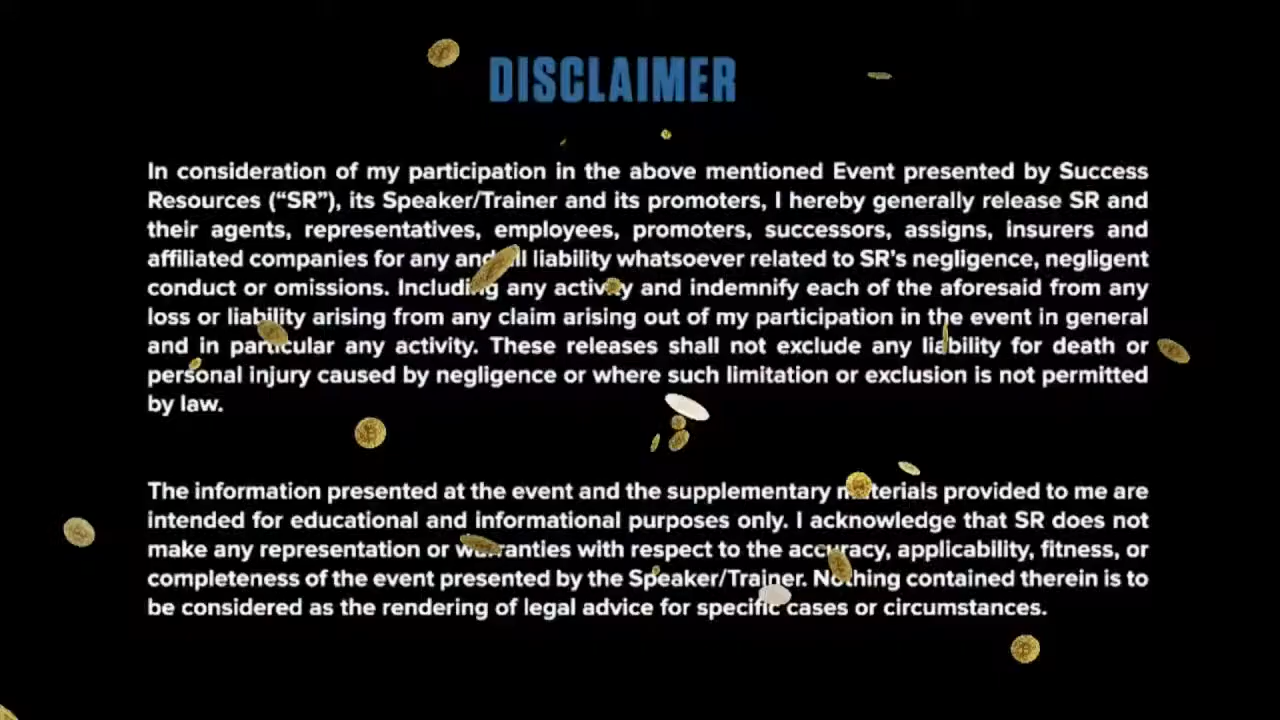 DISCLAIMER
In consideration of my participation in the above mentioned Event presented by Success
Resources (“SR”), its Speaker/Trainer and its promoters, I hereby generally release SR and
their agents, representatives, employees, promoters, successors, assigns, insurers and
affiliated companies for any and all liability whatsoever related to SR's negligence, negligent
conduct or omissions. Including any activity and indemnify each of the aforesaid from any
loss or liability arising from any claim arising out of my participation in the event in general
and in particular any activity. These releases shall not exclude any liability for death or
personal injury caused by negligence or where such limitation or exclusion is not permitted
by law.
The information presented at the event and the supplementary materials provided to me are
intended for educational and informational purposes only. I acknowledge that SR does not
make any representation or warranties with respect to the accuracy, applicability, fitness, or
completeness of the event presented by the Speaker/Trainer. Nothing contained therein is to
be considered as the rendering of legal advice for specific cases or circumstances.